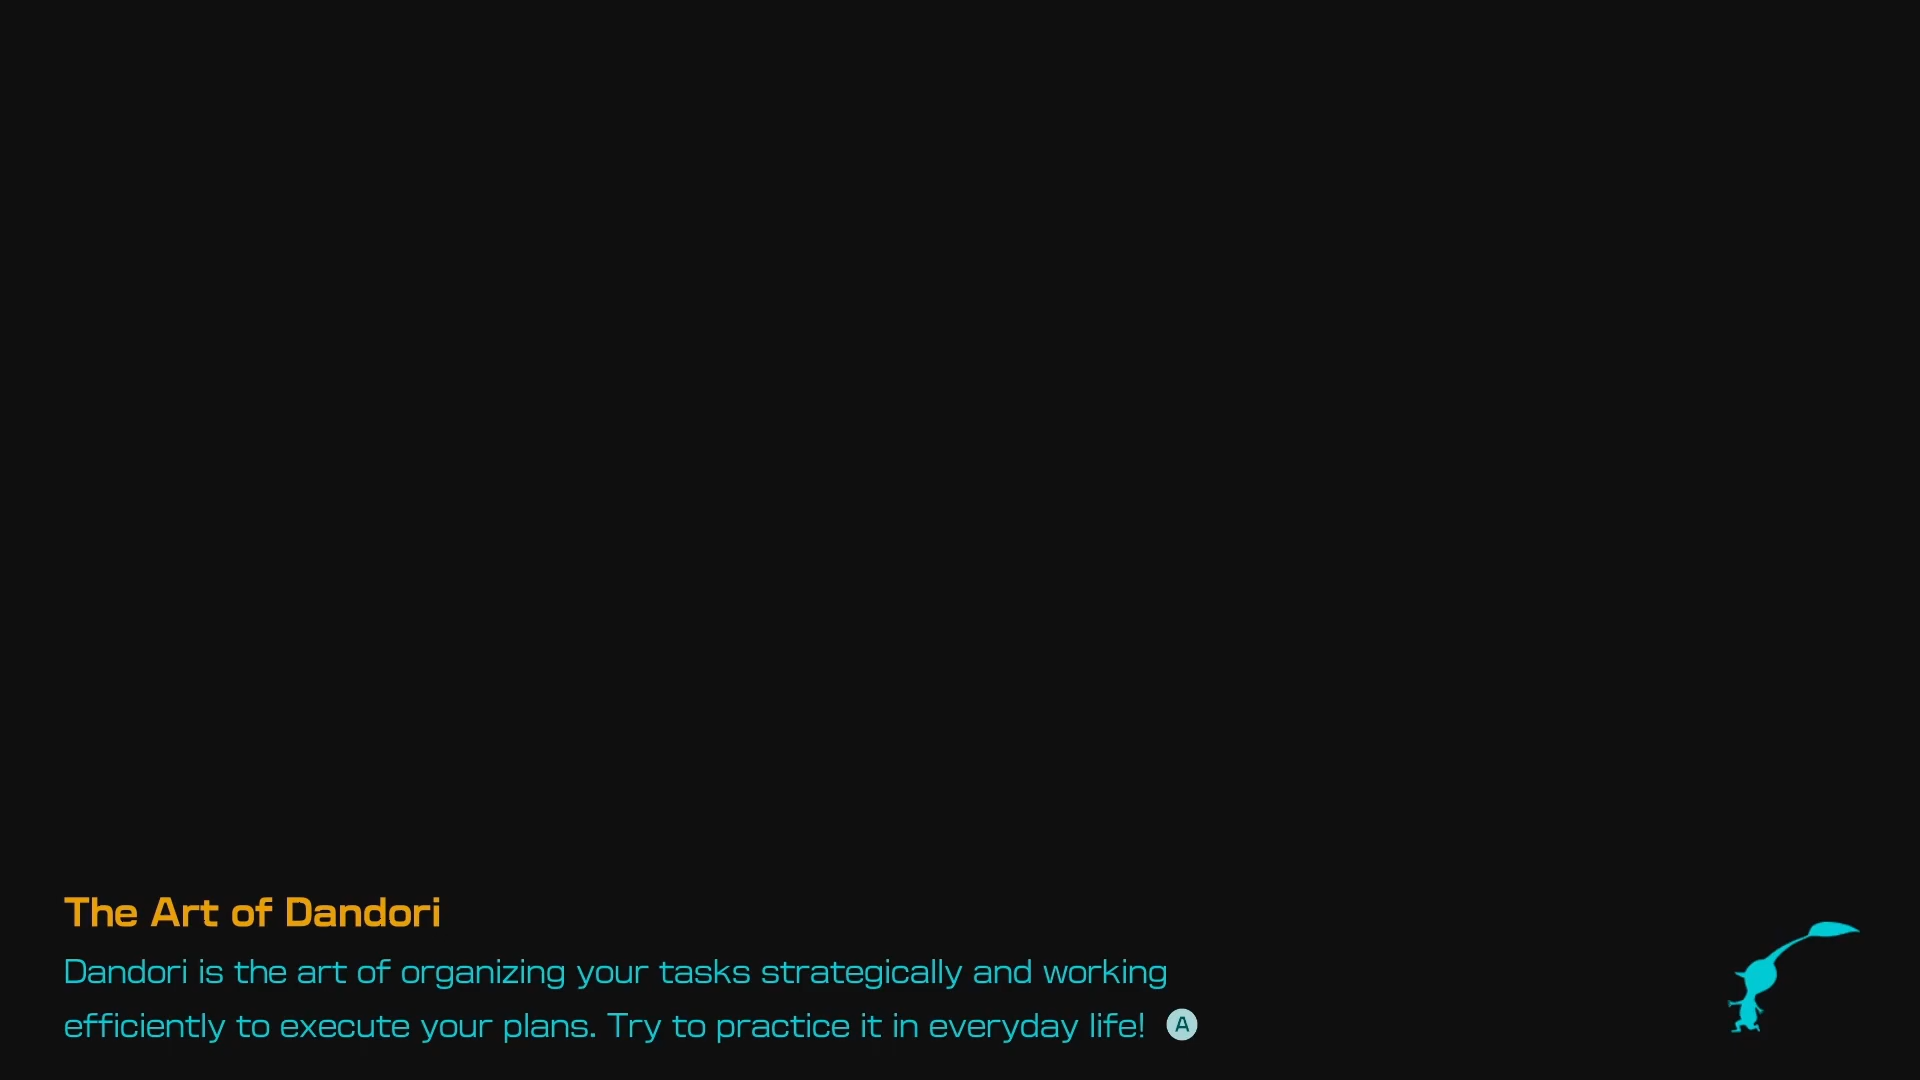 The Art of Dandori
Dandori is the art of organizing your tasks strategically and working
efficiently to execute your plans. Try to practice it in everyday life! A